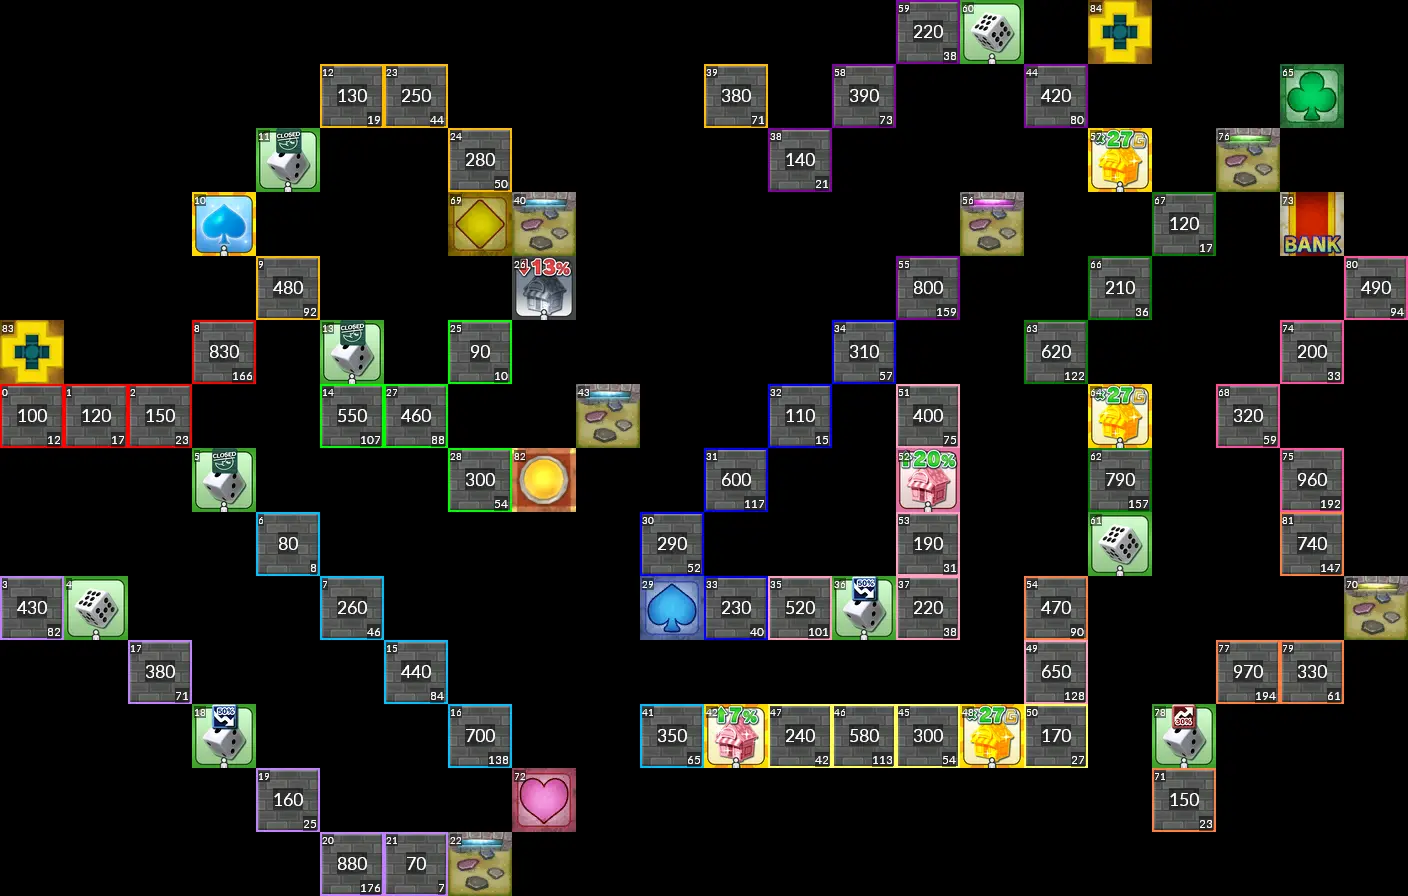 59 220 38 60 84
12 130 19 23 250 44 39 380 71 58 390 73 44 420 80 65
11 CLOSED 24 280 50 38 140 21 57 27G 76
10 69 40 56 67 120 17 73 BANK
9 480 92 26 13% 55 800 159 66 210 36 80 490 94
83 8 830 166 13 CLOSED 25 90 10 34 310 57 63 620 122 74 200 33
0 100 12 1 120 17 2 150 23 14 550 107 27 460 88 43 32 110 15 51 400 75 64 27G 68 320 59
5 CLOSED 28 300 54 82 31 600 117 52 20% 62 790 157 75 960 192
6 80 8 30 290 52 53 190 31 61 81 740 147
3 430 82 4 7 260 46 29 33 230 40 35 520 101 36 50% 37 220 38 54 470 90 70
17 380 71 15 440 84 49 650 128 77 970 194 79 330 61
18 50% 16 700 138 41 350 65 42 7% 47 240 42 46 580 113 45 300 54 48 27G 50 170 27 78 30%
19 160 25 72 71 150 23
20 880 176 21 70 7 22